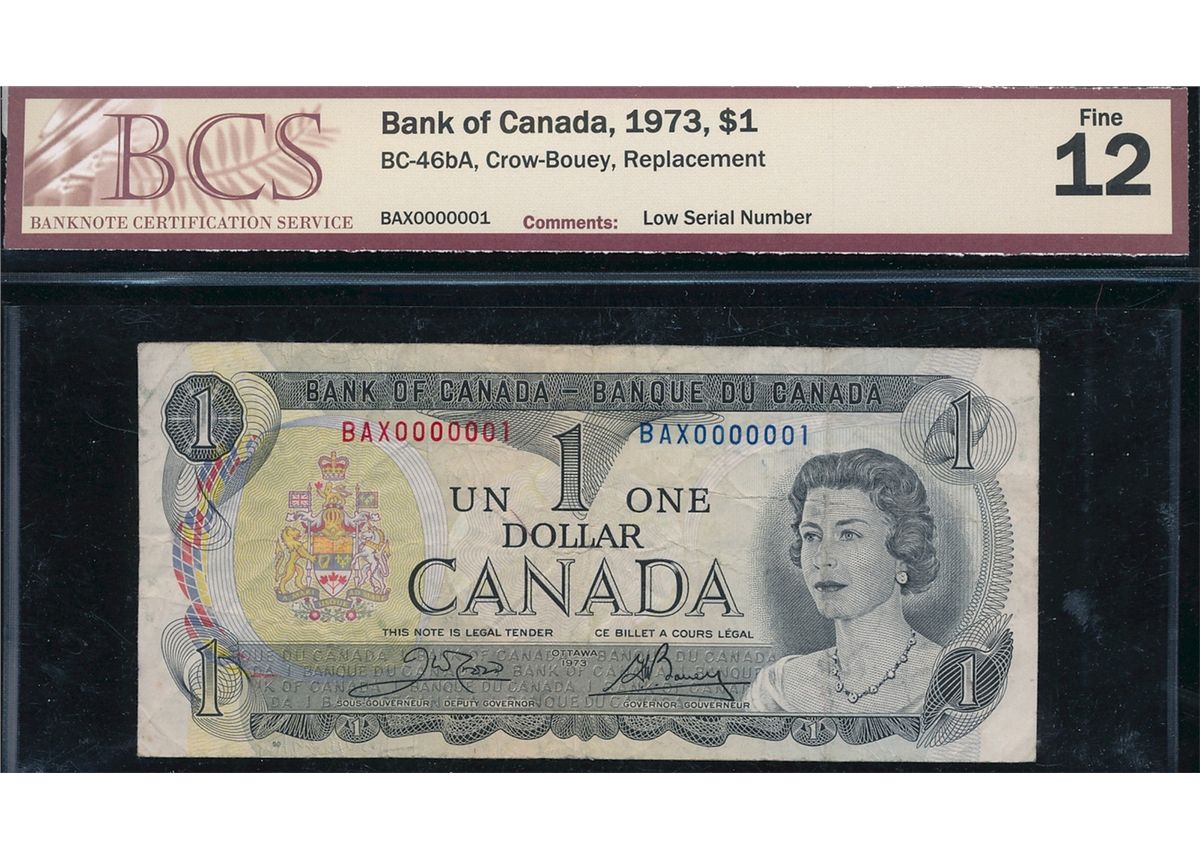 BCS
BANKNOTE CERTIFICATION SERVICE
Bank of Canada, 1973, $1
BC-46bA, Crow-Bouey, Replacement
BAX0000001 Comments: Low Serial Number
Fine
12
BANK OF CANADA – BANQUE DU CANADA
1 1
BAX0000001 BAX0000001
UN 1 ONE
DOLLAR
CANADA
THIS NOTE IS LEGAL TENDER CE BILLET A COURS LÉGAL
OTTAWA
1973
SOUS-GOUVERNEUR DEPUTY GOVERNOR GOVERNOR-GOUVERNEUR
1 1
1 1